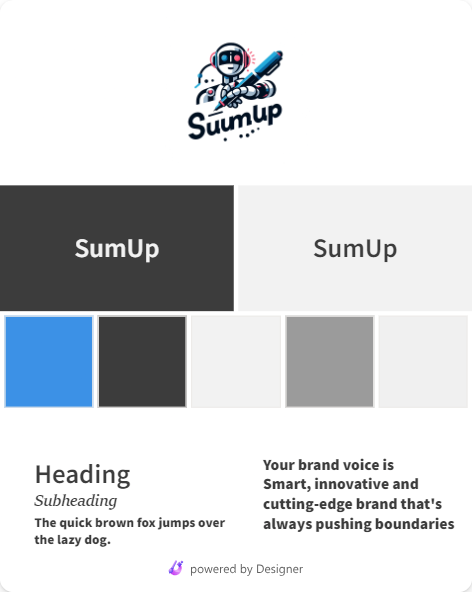 SuumUp
SumUp
SumUp
Heading
Subheading
The quick brown fox jumps over
the lazy dog.
Your brand voice is
Smart, innovative and
cutting-edge brand that's
always pushing boundaries
powered by Designer